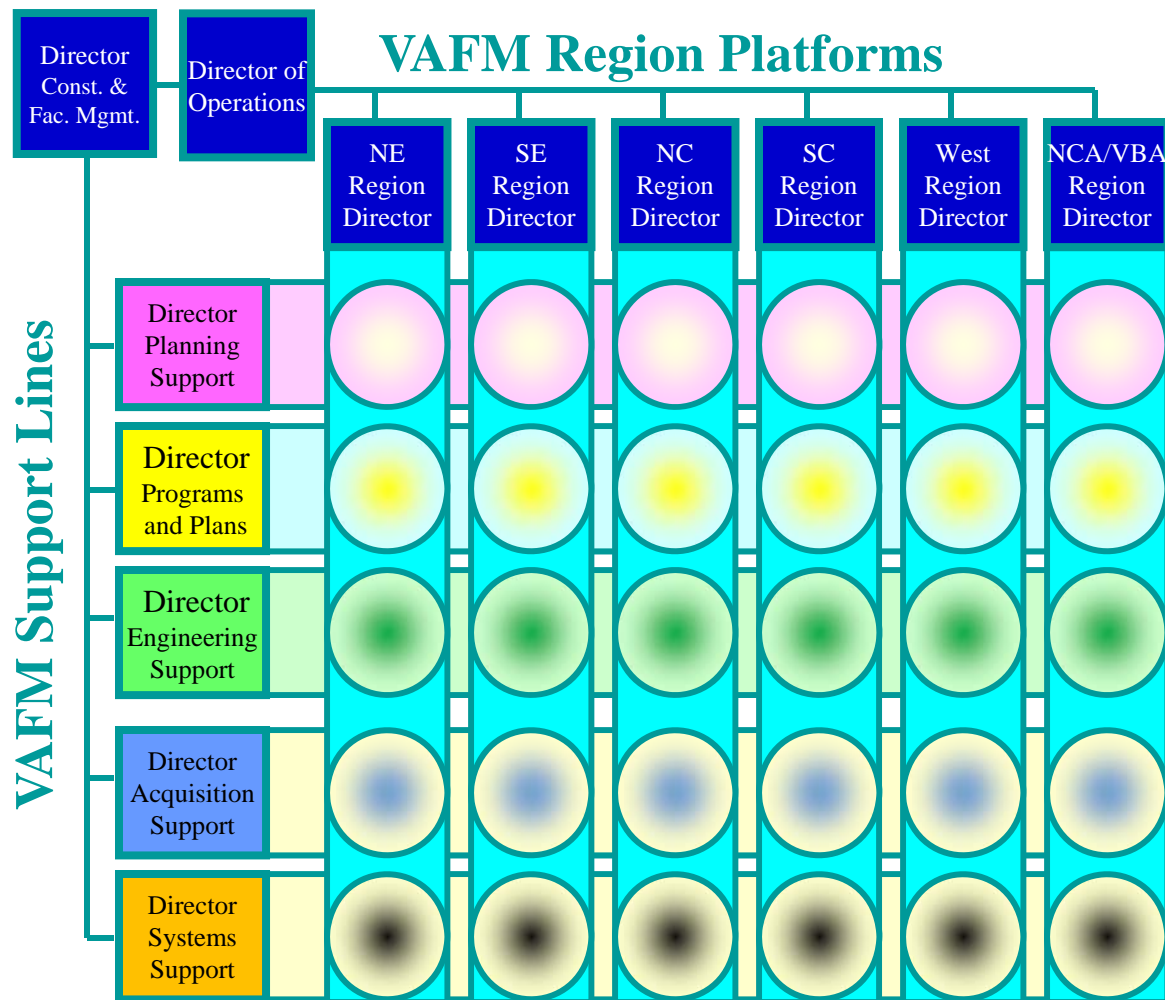 Director
Const. &
Fac. Mgmt.
Director of
Operations
VAFM Region Platforms
NE
Region
Director
SE
Region
Director
NC
Region
Director
SC
Region
Director
West
Region
Director
NCA/VBA
Region
Director
VAFM Support Lines
Director
Planning
Support
Director
Programs
and Plans
Director
Engineering
Support
Director
Acquisition
Support
Director
Systems
Support